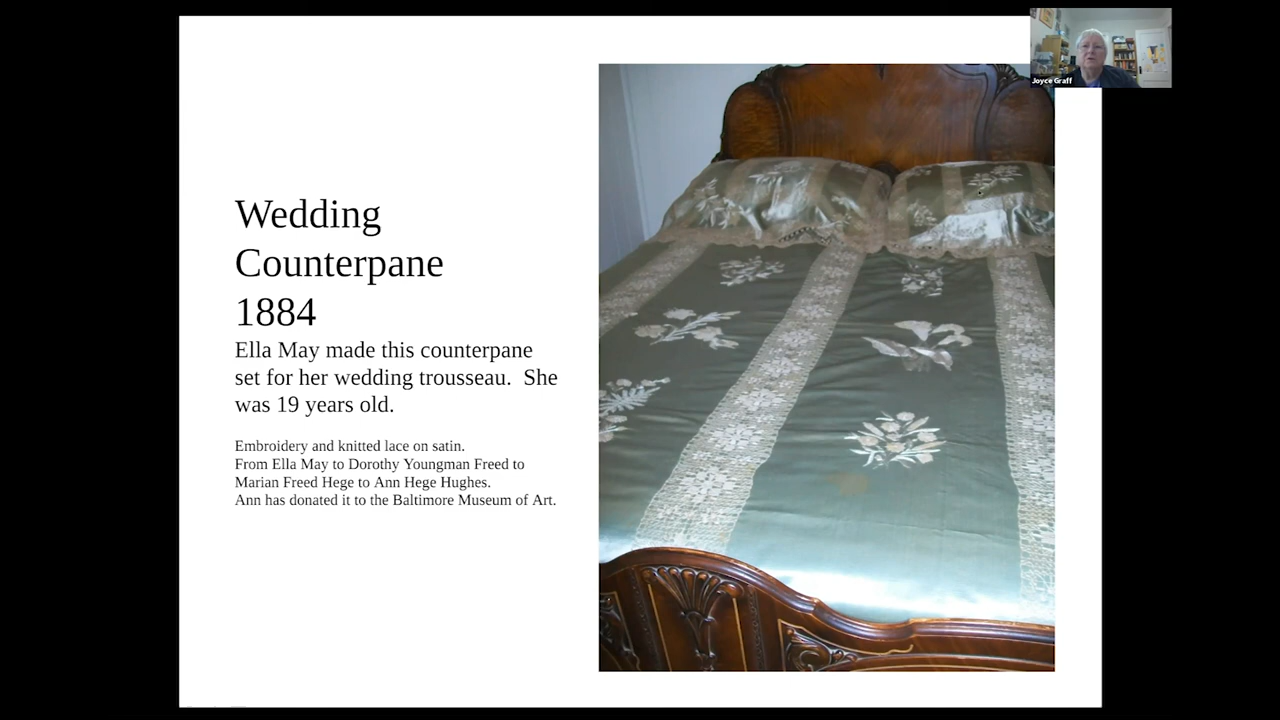 Joyce Graff
Wedding
Counterpane
1884
Ella May made this counterpane
set for her wedding trousseau.  She
was 19 years old.
Embroidery and knitted lace on satin.
From Ella May to Dorothy Youngman Freed to
Marian Freed Hege to Ann Hege Hughes.
Ann has donated it to the Baltimore Museum of Art.